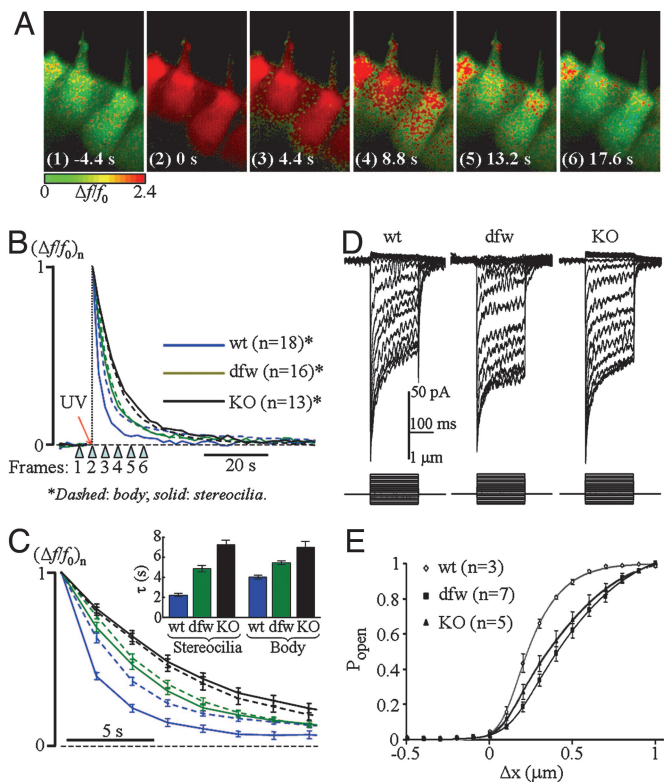 A
(1) -4.4 s
(2) 0 s
(3) 4.4 s
(4) 8.8 s
(5) 13.2 s
(6) 17.6 s
0 Δf/f0 2.4
B
(Δf/f0)n
1
wt (n=18)*
dfw (n=16)*
KO (n=13)*
UV
0
Frames: 1 2 3 4 5 6
20 s
*Dashed: body; solid: stereocilia.
C
(Δf/f0)n
1
0
5 s
τ (s)
8
6
4
2
0
wt dfw KO wt dfw KO
Stereocilia Body
D
wt dfw KO
50 pA
100 ms
1 μm
E
wt (n=3)
dfw (n=7)
KO (n=5)
Popen
1
0.8
0.6
0.4
0.2
0
-0.5 0 0.5 1
Δx (μm)